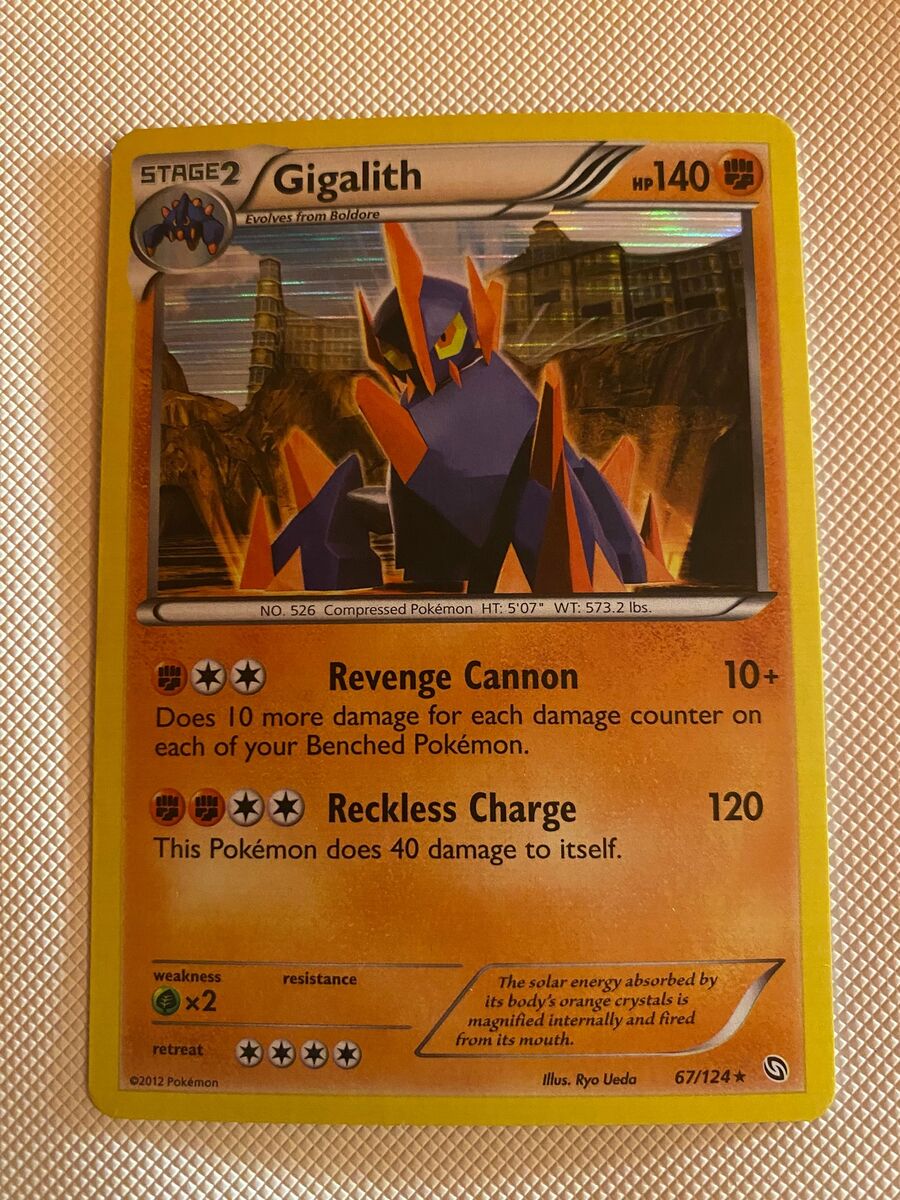 STAGE2 Gigalith HP140
Evolves from Boldore
NO. 526 Compressed Pokémon HT: 5'07" WT: 573.2 lbs.
Revenge Cannon 10+
Does 10 more damage for each damage counter on
each of your Benched Pokémon.
Reckless Charge 120
This Pokémon does 40 damage to itself.
weakness resistance
×2
retreat
The solar energy absorbed by
its body's orange crystals is
magnified internally and fired
from its mouth.
©2012 Pokémon Illus. Ryo Ueda 67/124★